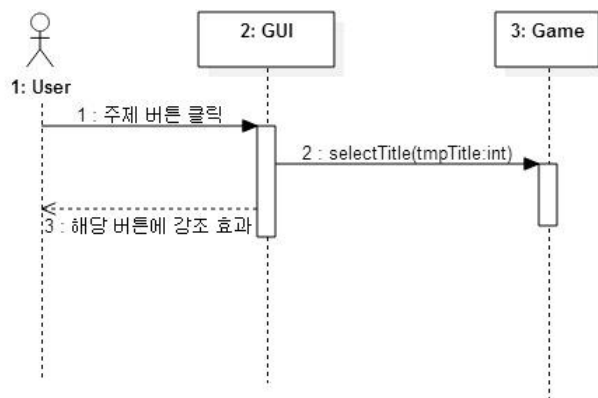 2: GUI
3: Game
1: User
1 : 주제 버튼 클릭
2 : selectTitle(tmpTitle:int)
3 : 해당 버튼에 강조 효과